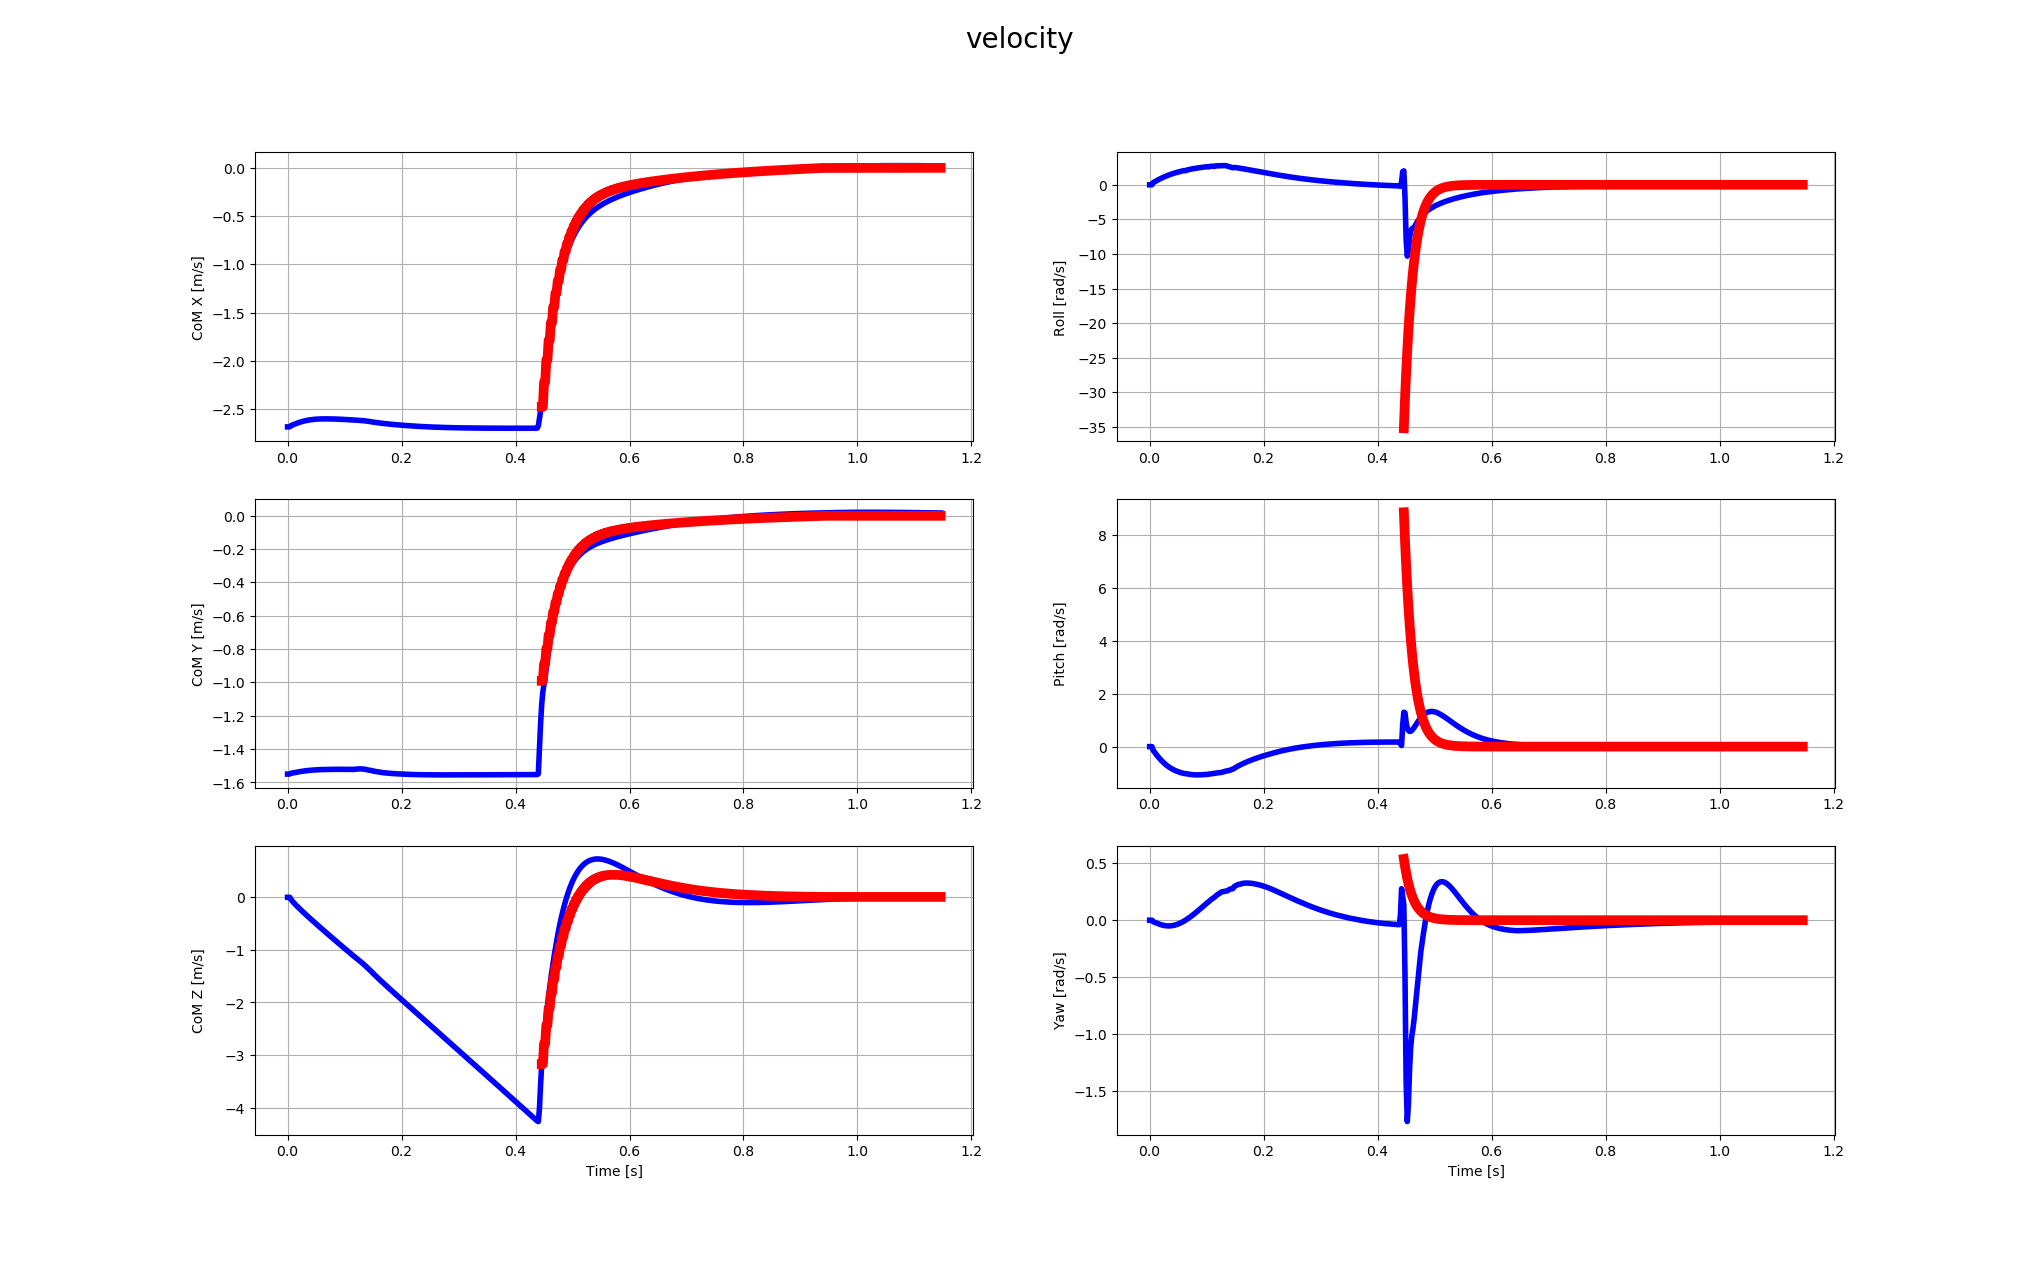 velocity
CoM X [m/s]
0.0
−0.5
−1.0
−1.5
−2.0
−2.5
0.0 0.2 0.4 0.6 0.8 1.0 1.2
Roll [rad/s]
0
−5
−10
−15
−20
−25
−30
−35
0.0 0.2 0.4 0.6 0.8 1.0 1.2
CoM Y [m/s]
0.0
−0.2
−0.4
−0.6
−0.8
−1.0
−1.2
−1.4
−1.6
0.0 0.2 0.4 0.6 0.8 1.0 1.2
Pitch [rad/s]
8
6
4
2
0
0.0 0.2 0.4 0.6 0.8 1.0 1.2
CoM Z [m/s]
0
−1
−2
−3
−4
0.0 0.2 0.4 0.6 0.8 1.0 1.2
Time [s]
Yaw [rad/s]
0.5
0.0
−0.5
−1.0
−1.5
0.0 0.2 0.4 0.6 0.8 1.0 1.2
Time [s]